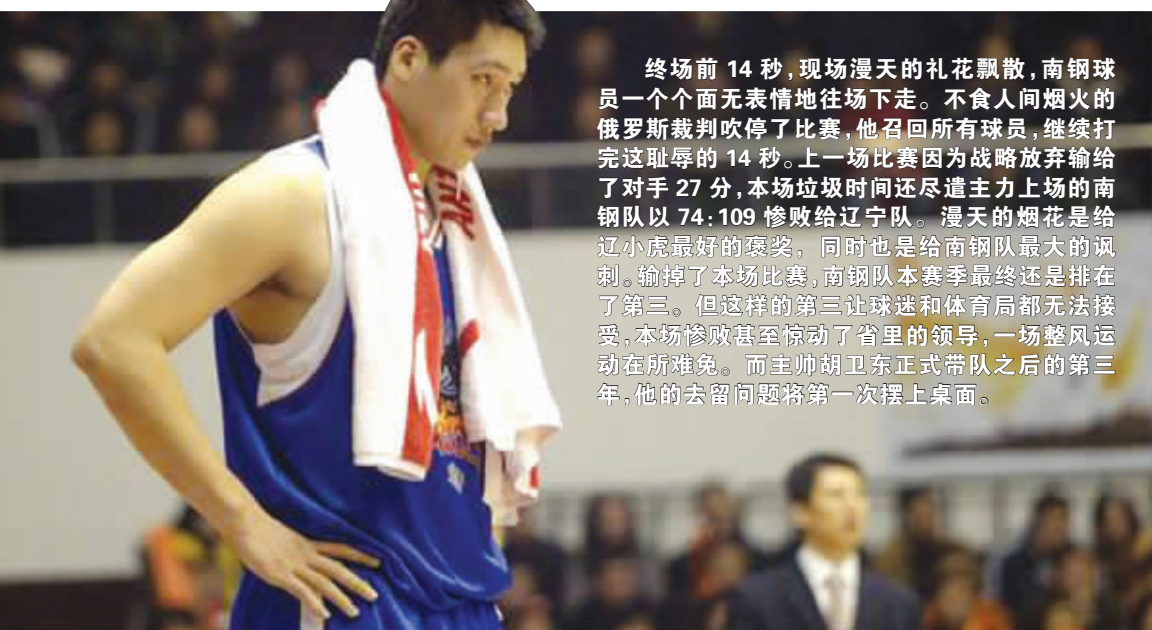 终场前 14 秒,现场漫天的礼花飘散,南钢球
员一个个面无表情地往场下走。不食人间烟火的
俄罗斯裁判吹停了比赛,他召回所有球员,继续打
完这耻辱的 14 秒。上一场比赛因为战略放弃输给
了对手 27 分,本场垃圾时间还尽遣主力上场的南
钢队以 74:109 惨败给辽宁队。漫天的烟花是给
辽小虎最好的褒奖,同时也是给南钢队最大的讽
刺。输掉了本场比赛,南钢队本赛季最终还是排在
了第三。但这样的第三让球迷和体育局都无法接
受,本场惨败甚至惊动了省里的领导,一场整风运
动在所难免。而主帅胡卫东正式带队之后的第三
年,他的去留问题将第一次摆上桌面。